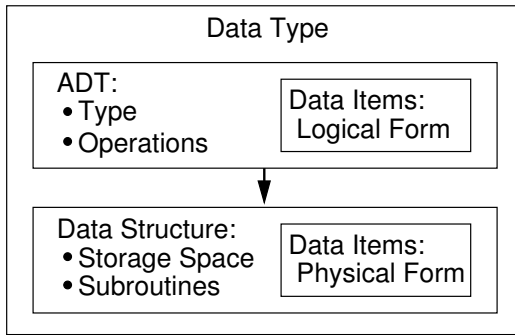 Data Type
ADT:
• Type
• Operations
Data Items:
Logical Form
Data Structure:
• Storage Space
• Subroutines
Data Items:
Physical Form